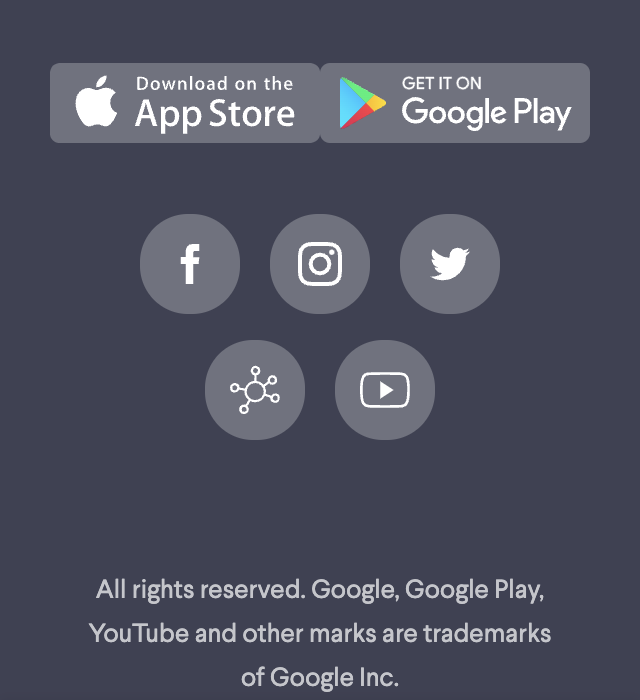 Download on the
App Store
GET IT ON
Google Play
All rights reserved. Google, Google Play,
YouTube and other marks are trademarks
of Google Inc.